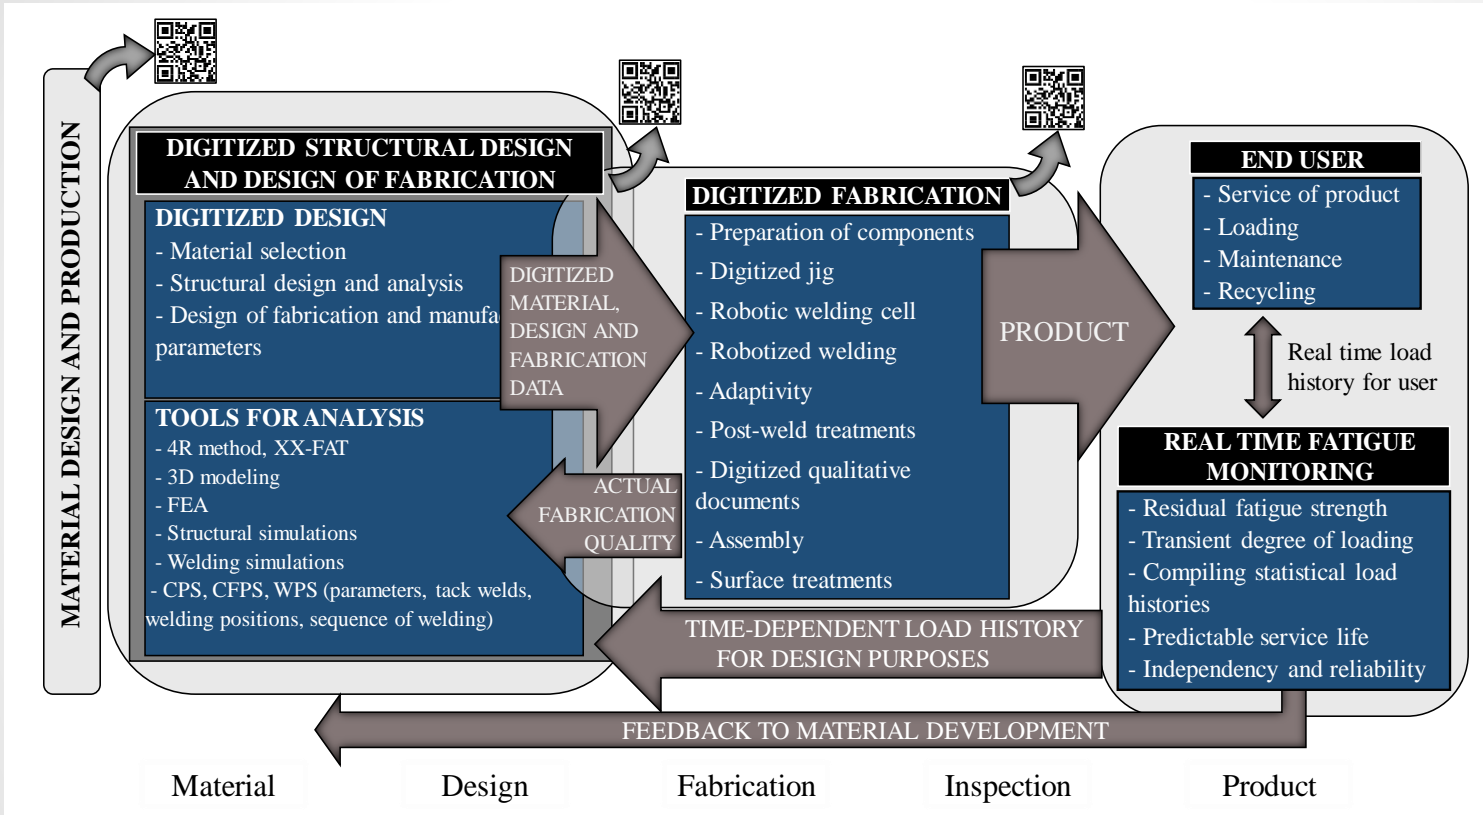 MATERIAL DESIGN AND PRODUCTION
DIGITIZED STRUCTURAL DESIGN
AND DESIGN OF FABRICATION
DIGITIZED DESIGN
- Material selection
- Structural design and analysis
- Design of fabrication and manufac
parameters
TOOLS FOR ANALYSIS
- 4R method, XX-FAT
- 3D modeling
- FEA
- Structural simulations
- Welding simulations
- CPS, CFPS, WPS (parameters, tack welds,
welding positions, sequence of welding)
DIGITIZED
MATERIAL,
DESIGN AND
FABRICATION
DATA
ACTUAL
FABRICATION
QUALITY
DIGITIZED FABRICATION
- Preparation of components
- Digitized jig
- Robotic welding cell
- Robotized welding
- Adaptivity
- Post-weld treatments
- Digitized qualitative
documents
- Assembly
- Surface treatments
PRODUCT
END USER
- Service of product
- Loading
- Maintenance
- Recycling
Real time load
history for user
REAL TIME FATIGUE
MONITORING
- Residual fatigue strength
- Transient degree of loading
- Compiling statistical load
histories
- Predictable service life
- Independency and reliability
TIME-DEPENDENT LOAD HISTORY
FOR DESIGN PURPOSES
FEEDBACK TO MATERIAL DEVELOPMENT
Material
Design
Fabrication
Inspection
Product